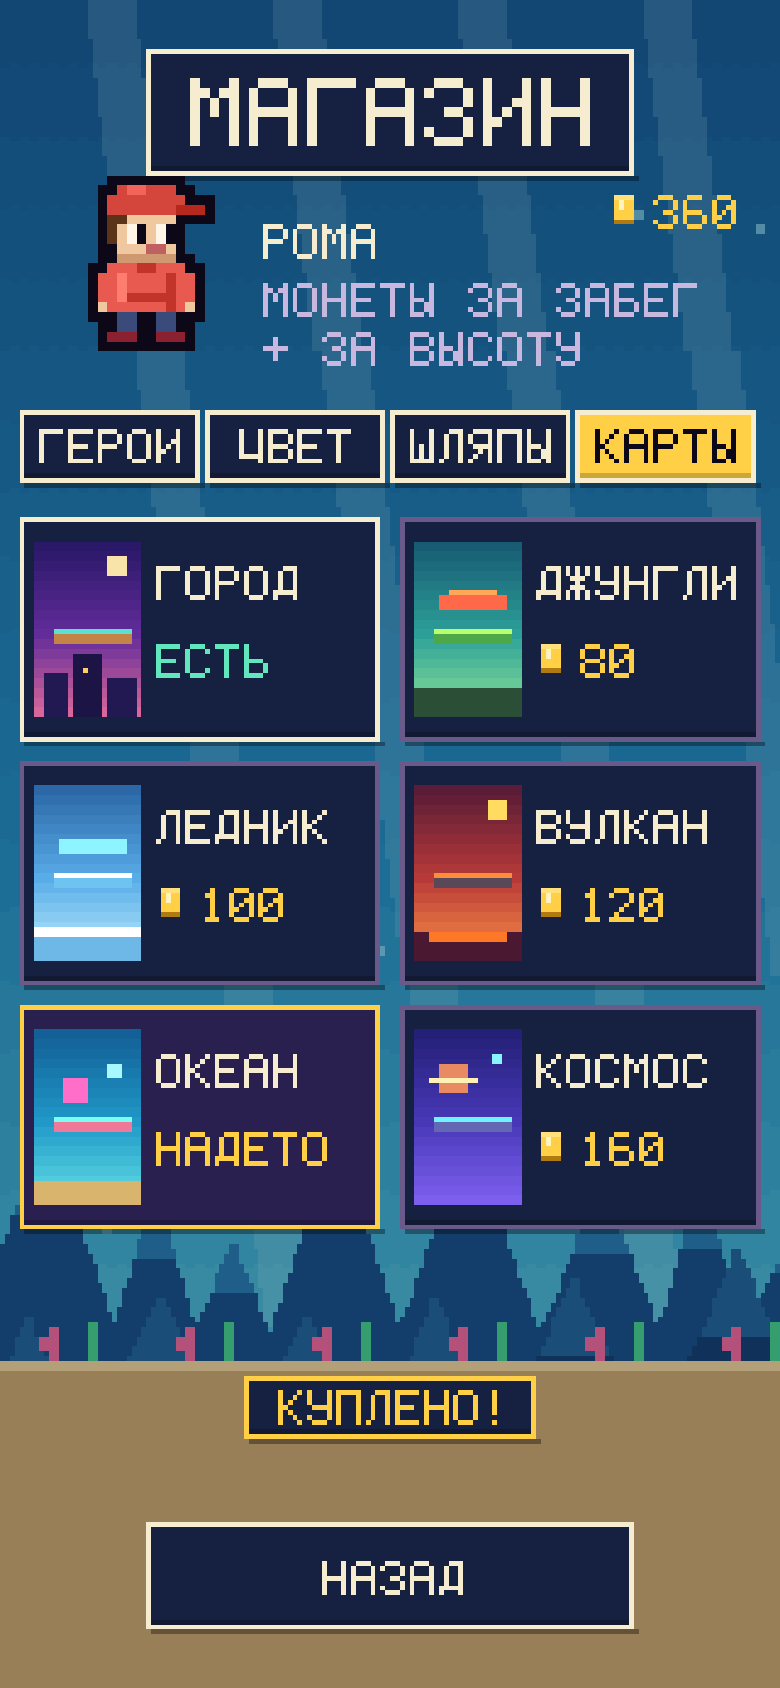 МАГАЗИН
360
РОМА
МОНЕТЫ ЗА ЗАБЕГ
+ ЗА ВЫСОТУ
ГЕРОИ ЦВЕТ ШЛЯПЫ КАРТЫ
ГОРОД
ЕСТЬ
ДЖУНГЛИ
80
ЛЕДНИК
100
ВУЛКАН
120
ОКЕАН
НАДЕТО
КОСМОС
160
КУПЛЕНО!
НАЗАД